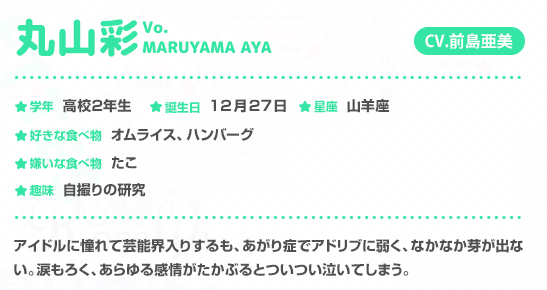 丸山彩 Vo. MARUYAMA AYA CV.前島亜美
★学年 高校2年生 ★誕生日 12月27日 ★星座 山羊座
★好きな食べ物 オムライス、ハンバーグ
★嫌いな食べ物 たこ
★趣味 自撮りの研究
アイドルに憧れて芸能界入りするも、あがり症でアドリブに弱く、なかなか芽が出な
い。涙もろく、あらゆる感情がたかぶるとついつい泣いてしまう。